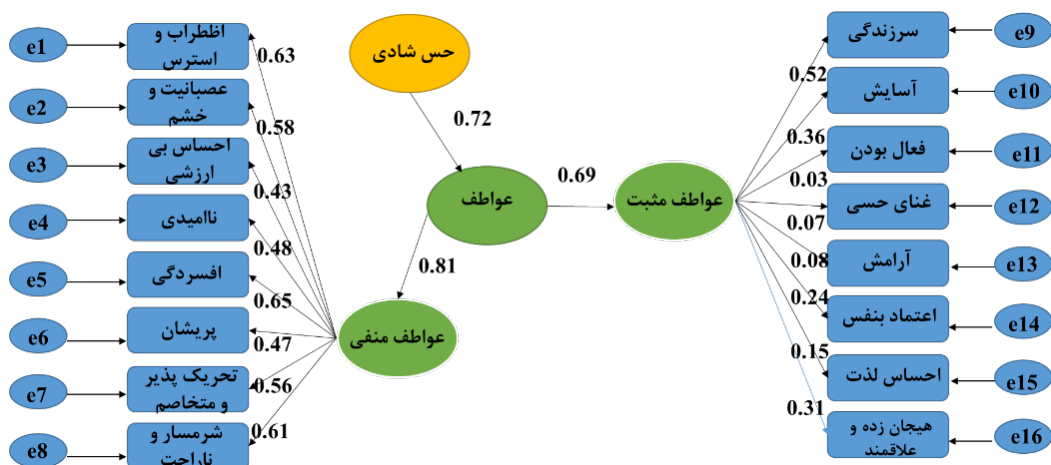 e1
اظطراب و
استرس
0.63
e2
عصبانیت و
خشم
0.58
e3
احساس بی
ارزشی
0.43
e4
ناامیدی
0.48
e5
افسردگی
0.65
e6
پریشان
0.47
e7
تحریک پذیر
و متخاصم
0.56
e8
شرمسار و
ناراحت
0.61
حس شادی
0.72
عواطف
0.69
0.81
عواطف مثبت
عواطف منفی
سرزندگی
e9
0.52
آسایش
e10
0.36
فعال بودن
e11
0.03
غنای حسی
e12
0.07
آرامش
e13
0.08
اعتماد بنفس
e14
0.24
احساس لذت
e15
0.15
هیجان زده و
علاقمند
e16
0.31